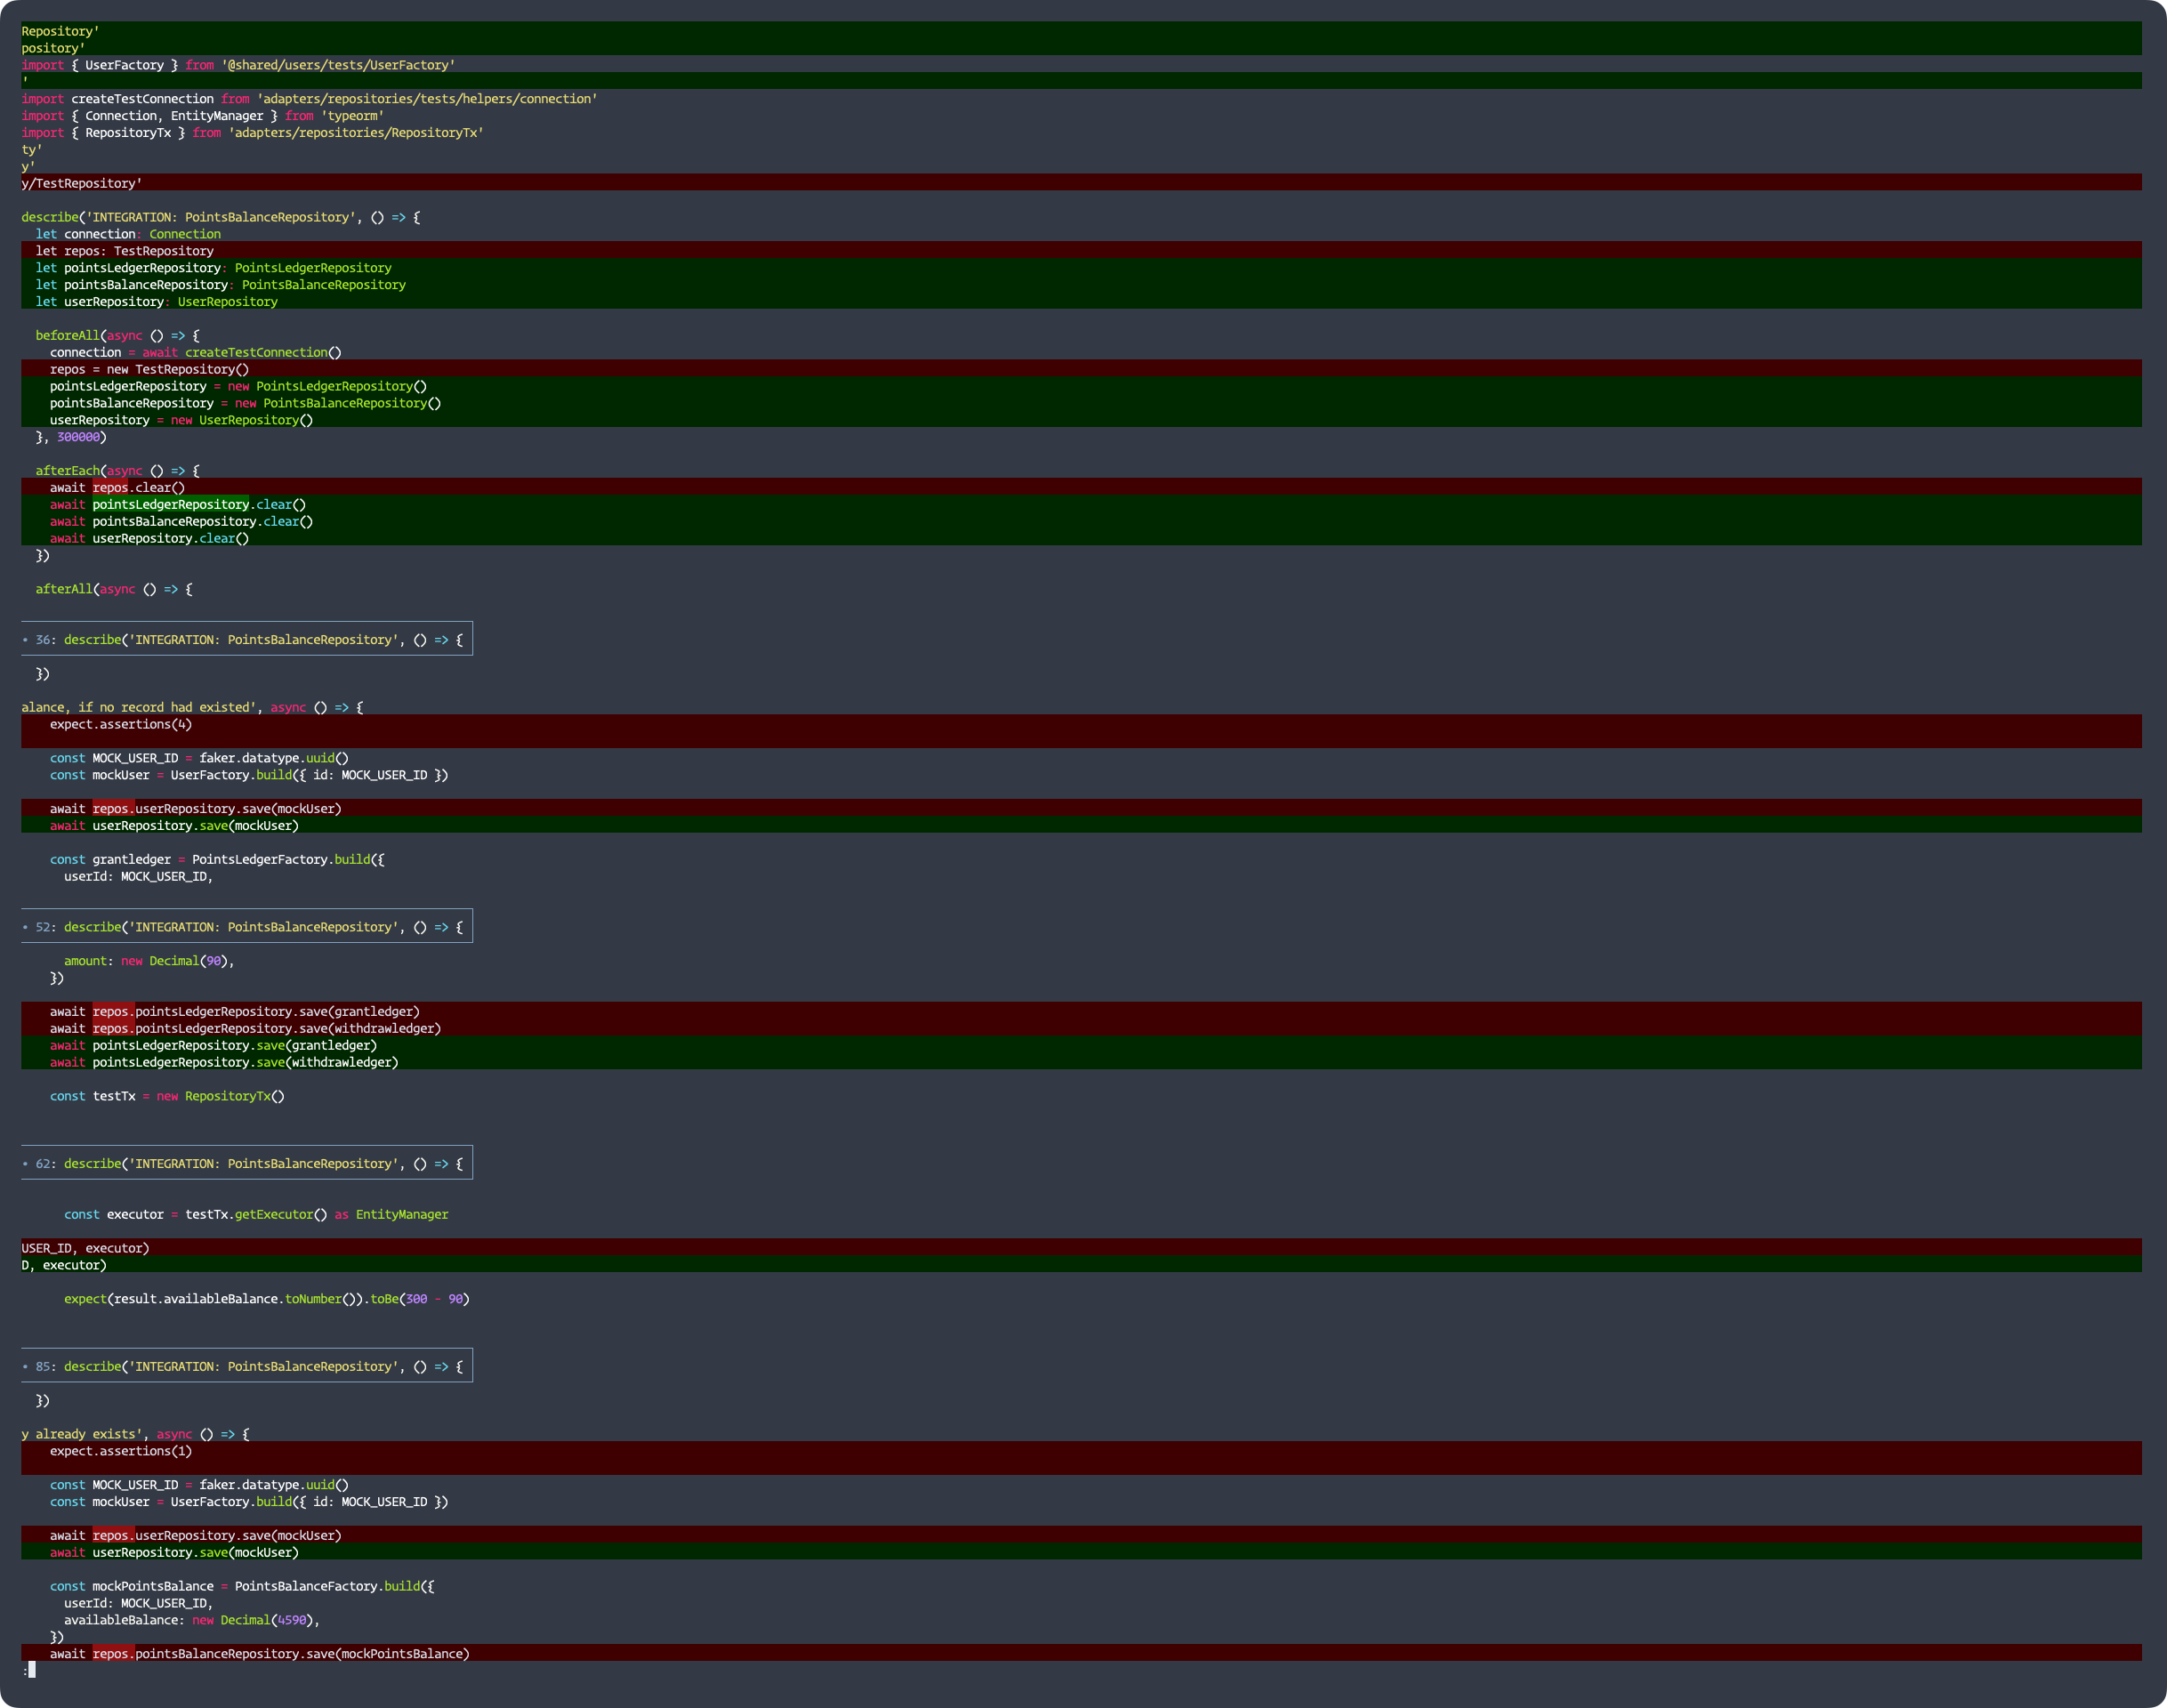 Repository'
pository'
import { UserFactory } from '@shared/users/tests/UserFactory'
'
import createTestConnection from 'adapters/repositories/tests/helpers/connection'
import { Connection, EntityManager } from 'typeorm'
import { RepositoryTx } from 'adapters/repositories/RepositoryTx'
ty'
y'
y/TestRepository'
describe('INTEGRATION: PointsBalanceRepository', () => {
  let connection: Connection
  let repos: TestRepository
  let pointsLedgerRepository: PointsLedgerRepository
  let pointsBalanceRepository: PointsBalanceRepository
  let userRepository: UserRepository
  beforeAll(async () => {
    connection = await createTestConnection()
    repos = new TestRepository()
    pointsLedgerRepository = new PointsLedgerRepository()
    pointsBalanceRepository = new PointsBalanceRepository()
    userRepository = new UserRepository()
  }, 300000)
  afterEach(async () => {
    await repos.clear()
    await pointsLedgerRepository.clear()
    await pointsBalanceRepository.clear()
    await userRepository.clear()
  })
  afterAll(async () => {
• 36: describe('INTEGRATION: PointsBalanceRepository', () => {
  })
alance, if no record had existed', async () => {
    expect.assertions(4)
    const MOCK_USER_ID = faker.datatype.uuid()
    const mockUser = UserFactory.build({ id: MOCK_USER_ID })
    await repos.userRepository.save(mockUser)
    await userRepository.save(mockUser)
    const grantledger = PointsLedgerFactory.build({
      userId: MOCK_USER_ID,
• 52: describe('INTEGRATION: PointsBalanceRepository', () => {
      amount: new Decimal(90),
    })
    await repos.pointsLedgerRepository.save(grantledger)
    await repos.pointsLedgerRepository.save(withdrawledger)
    await pointsLedgerRepository.save(grantledger)
    await pointsLedgerRepository.save(withdrawledger)
    const testTx = new RepositoryTx()
• 62: describe('INTEGRATION: PointsBalanceRepository', () => {
      const executor = testTx.getExecutor() as EntityManager
USER_ID, executor)
D, executor)
      expect(result.availableBalance.toNumber()).toBe(300 - 90)
• 85: describe('INTEGRATION: PointsBalanceRepository', () => {
  })
y already exists', async () => {
    expect.assertions(1)
    const MOCK_USER_ID = faker.datatype.uuid()
    const mockUser = UserFactory.build({ id: MOCK_USER_ID })
    await repos.userRepository.save(mockUser)
    await userRepository.save(mockUser)
    const mockPointsBalance = PointsBalanceFactory.build({
      userId: MOCK_USER_ID,
      availableBalance: new Decimal(4590),
    })
    await repos.pointsBalanceRepository.save(mockPointsBalance)
: